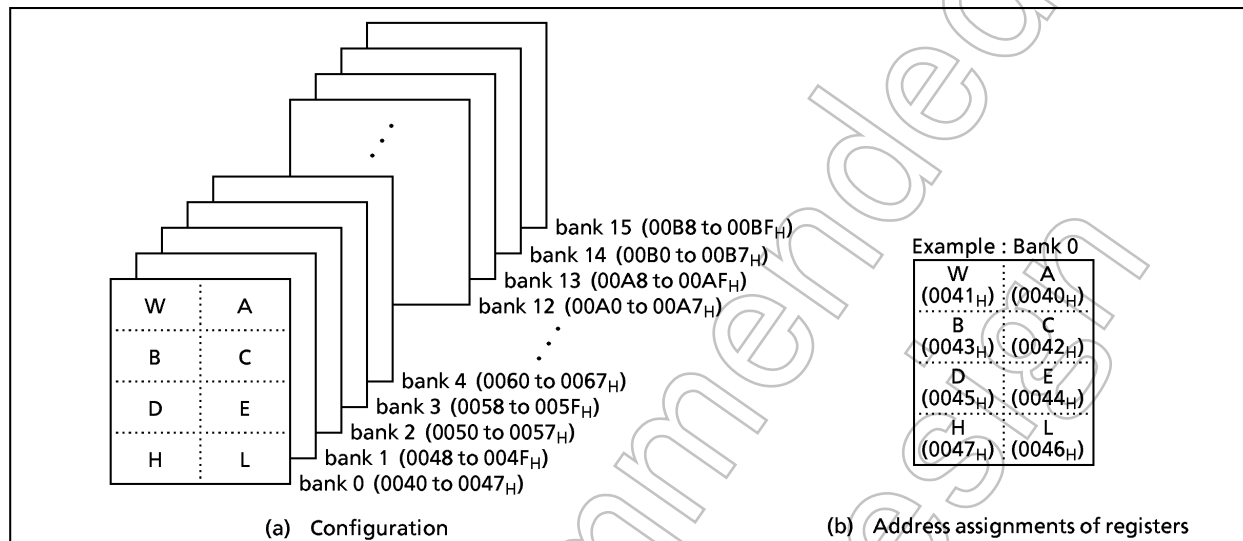 bank 15 (00B8 to 00BFH)
bank 14 (00B0 to 00B7H)
bank 13 (00A8 to 00AFH)
bank 12 (00A0 to 00A7H)
bank 4 (0060 to 0067H)
bank 3 (0058 to 005FH)
bank 2 (0050 to 0057H)
bank 1 (0048 to 004FH)
bank 0 (0040 to 0047H)
W A
B C
D E
H L
(a) Configuration
Example : Bank 0
W A
(0041H) (0040H)
B C
(0043H) (0042H)
D E
(0045H) (0044H)
H L
(0047H) (0046H)
(b) Address assignments of registers
mmended
esign